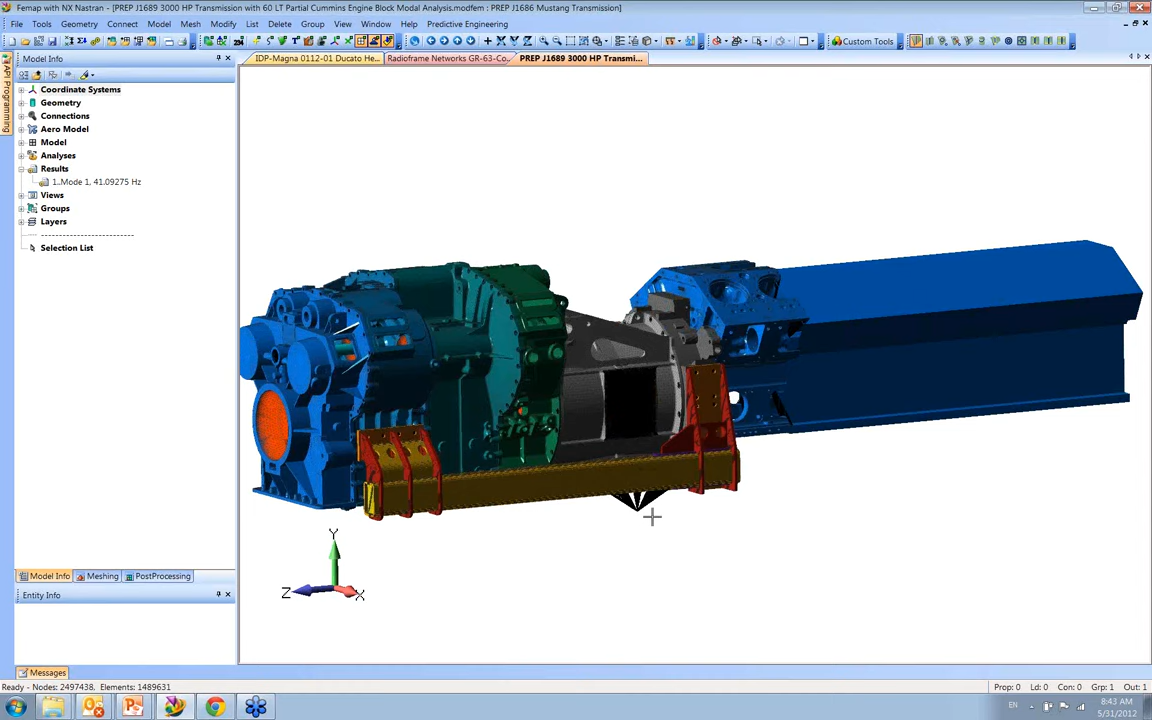 Femap with NX Nastran - [PREP J1689 3000 HP Transmission with 60 LT Partial Cummins Engine Block Modal Analysis.modfem : PREP J1686 Mustang Transmission]
File Tools Geometry Connect Model Mesh Modify List Delete Group View Window Help Predictive Engineering
Custom Tools
Model Info
IDP-Magna 0112-01 Ducato He...
Radioframe Networks GR-63-Co...
PREP J1689 3000 HP Transmi...
API Programming
Coordinate Systems
Geometry
Connections
Aero Model
Model
Analyses
Results
1..Mode 1, 41.09275 Hz
Views
Groups
Layers
Selection List
Y
Z
X
Model Info Meshing PostProcessing
Entity Info
Messages
Ready - Nodes: 2497438, Elements: 1489631
Prop: 0 Ld: 0 Con: 0 Grp: 1 Out: 1
EN
8:43 AM
5/31/2012